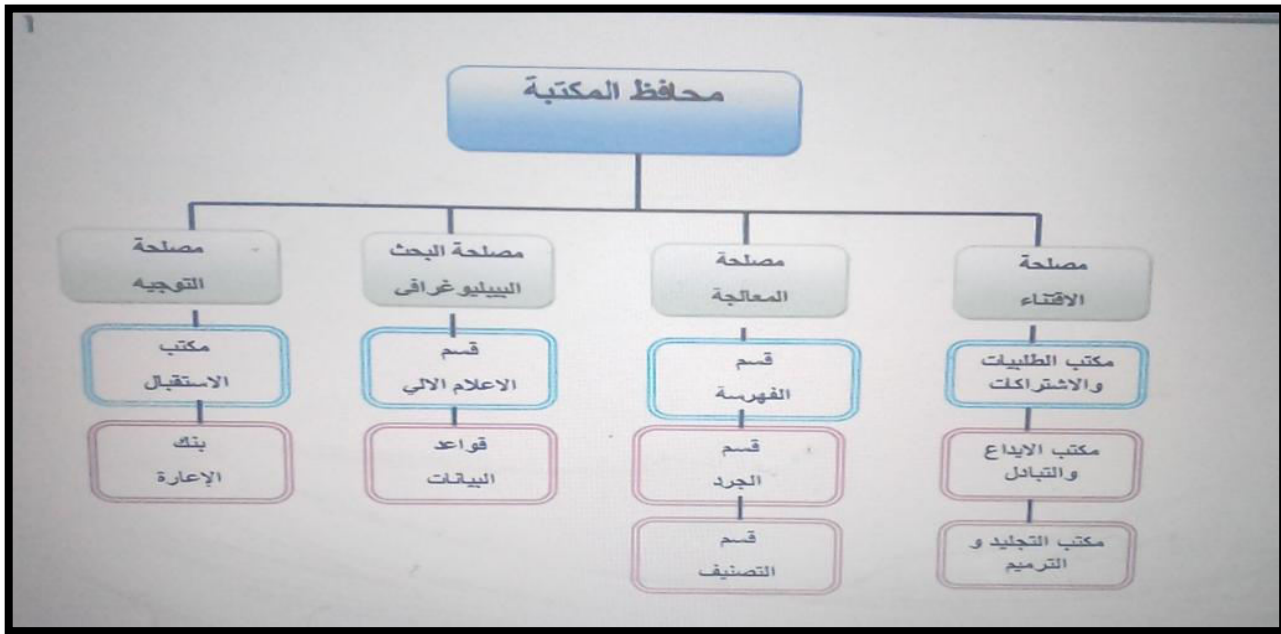 محافظ المكتبة
مصلحة
الاقتناء
مكتب الطلبيات
والاشتراكات
مكتب الايداع
والتبادل
مكتب التجليد و
الترميم
مصلحة
المعالجة
قسم
الفهرسة
قسم
الجرد
قسم
التصنيف
مصلحة البحث
البيبليوغرافى
قسم
الاعلام الالي
قواعد
البيانات
مصلحة
التوجيه
مكتب
الاستقبال
بنك
الإعارة